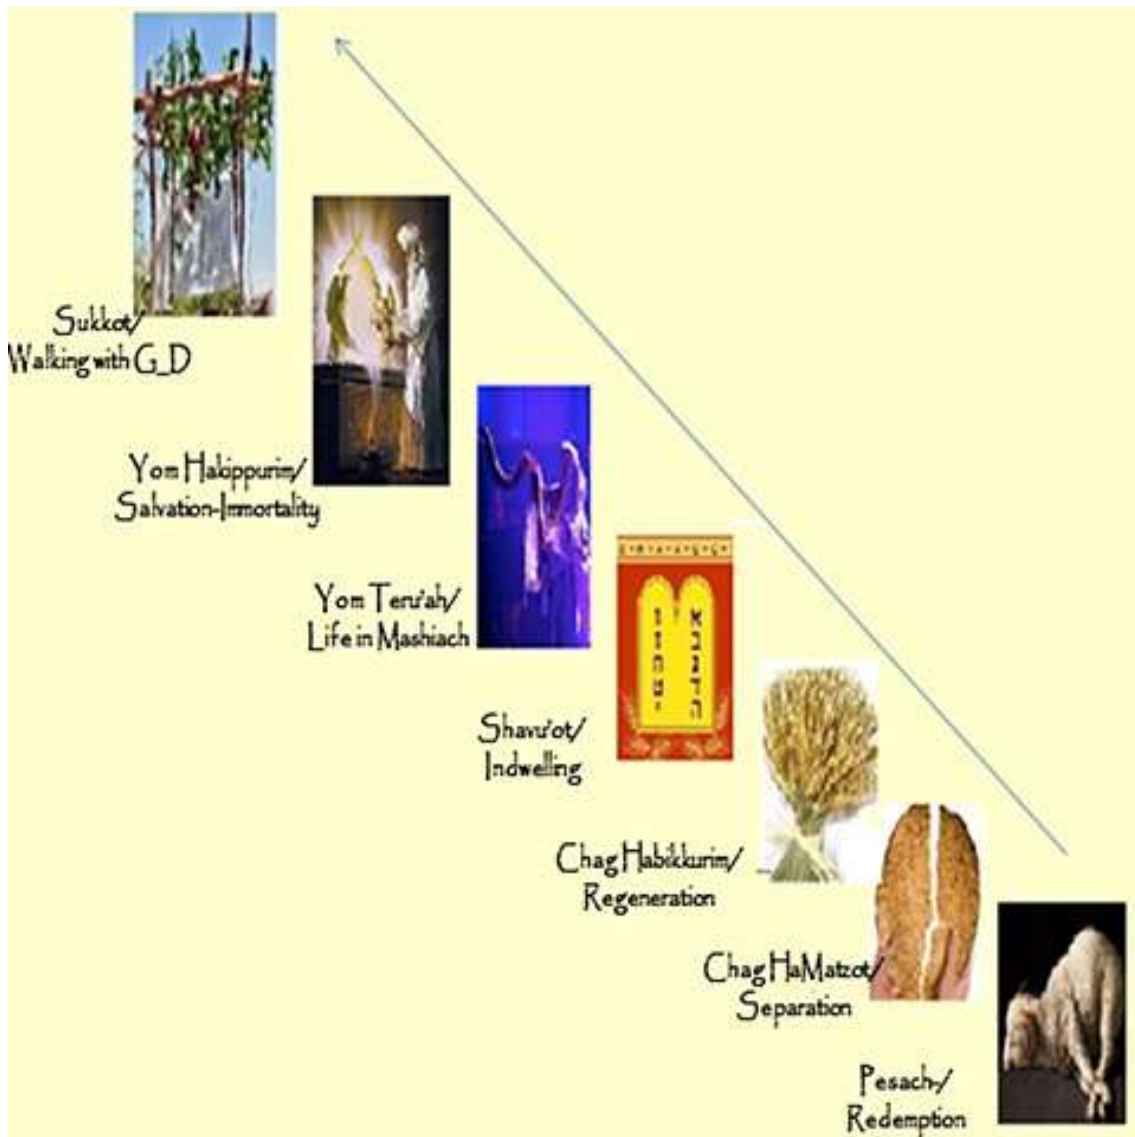 Sukkot/
Walking with G_D
Yom Hakippurim/
Salvation-Immortality
Yom Teru'ah/
Life in Mashiach
Shavu'ot/
Indwelling
א
ב
ג
ד
ה
ו
ז
ח
ט
י
Chag Habikkurim/
Regeneration
Chag HaMatzot/
Separation
Pesach-/
Redemption